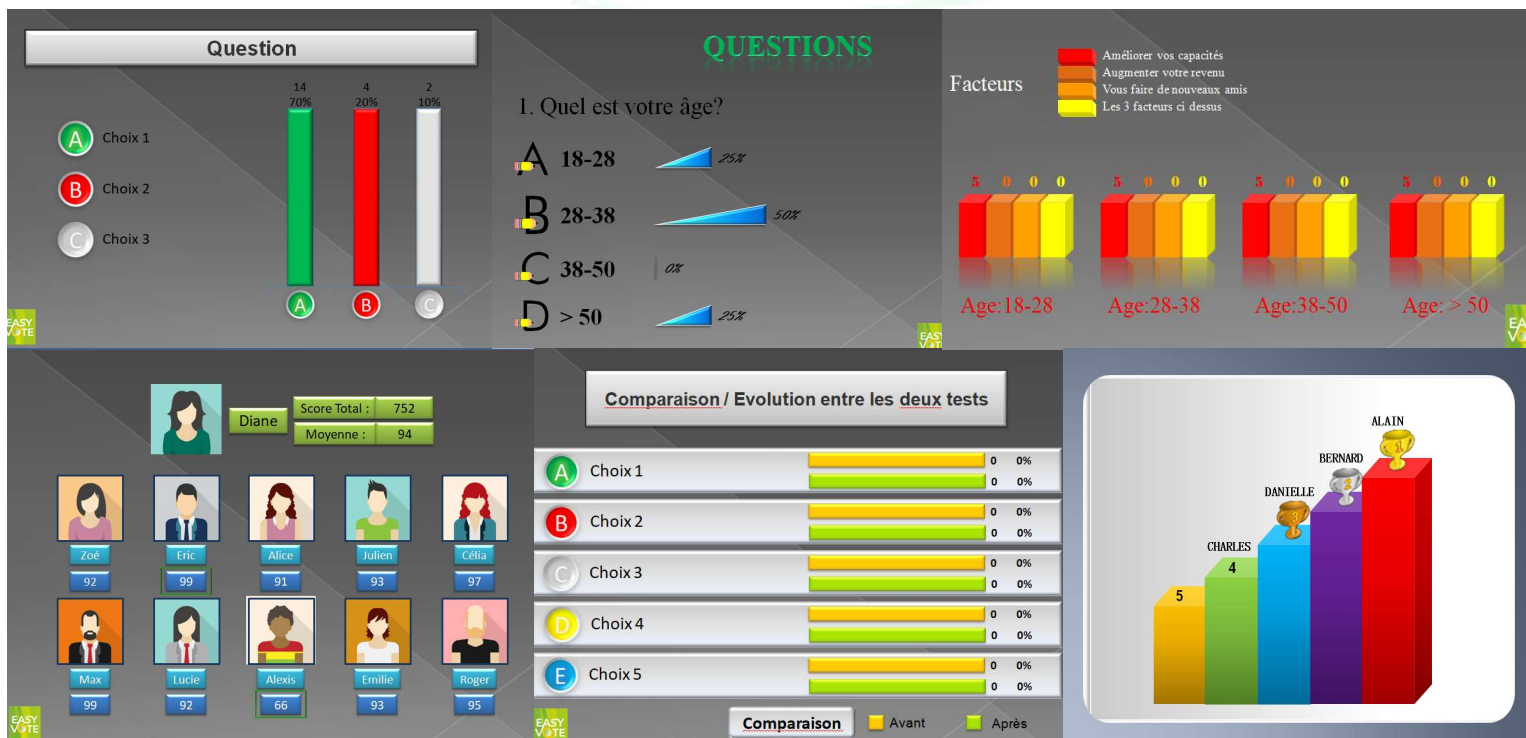 Question
14 4 2
70% 20% 10%
A Choix 1
B Choix 2
C Choix 3
A B C
EASY
VOTE
QUESTIONS
1. Quel est votre âge?
A 18-28 25%
B 28-38 50%
C 38-50 0%
D > 50 25%
EASY
Facteurs
Améliorer vos capacités
Augmenter votre revenu
Vous faire de nouveaux amis
Les 3 facteurs ci dessus
5 0 0 0 5 0 0 0 5 0 0 0 5 0 0 0
Age:18-28 Age:28-38 Age:38-50 Age: > 50
Diane
Score Total : 752
Moyenne : 94
Zoé Eric Alice Julien Célia
92 99 91 93 97
Max Lucie Alexis Emilie Roger
99 92 66 93 95
EASY
VOTE
Comparaison / Evolution entre les deux tests
A Choix 1 0 0%
0 0%
B Choix 2 0 0%
0 0%
C Choix 3 0 0%
0 0%
D Choix 4 0 0%
0 0%
E Choix 5 0 0%
0 0%
EASY
VOTE
Comparaison Avant Après
ALAIN
1
BERNARD
2
DANIELLE
3
CHARLES
4
5